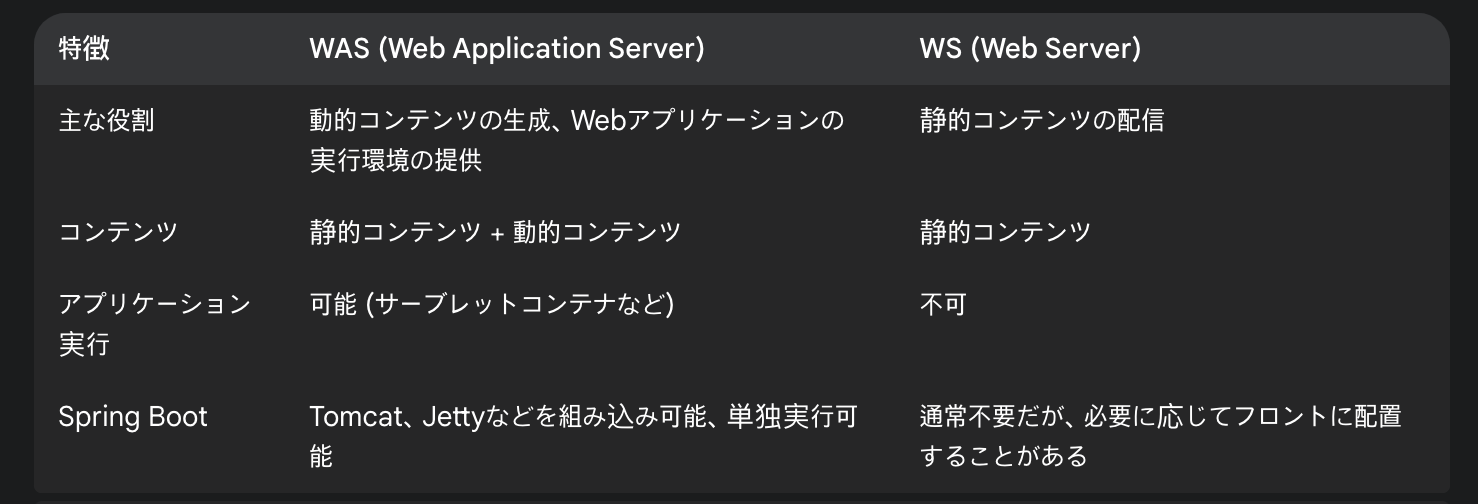 特徴 WAS (Web Application Server) WS (Web Server)
主な役割 動的コンテンツの生成、Webアプリケーションの 静的コンテンツの配信
実行環境の提供
コンテンツ 静的コンテンツ + 動的コンテンツ 静的コンテンツ
アプリケーション 可能 (サーブレットコンテナなど) 不可
実行
Spring Boot Tomcat、Jettyなどを組み込み可能、単独実行可 通常不要だが、必要に応じてフロントに配置
能 することがある